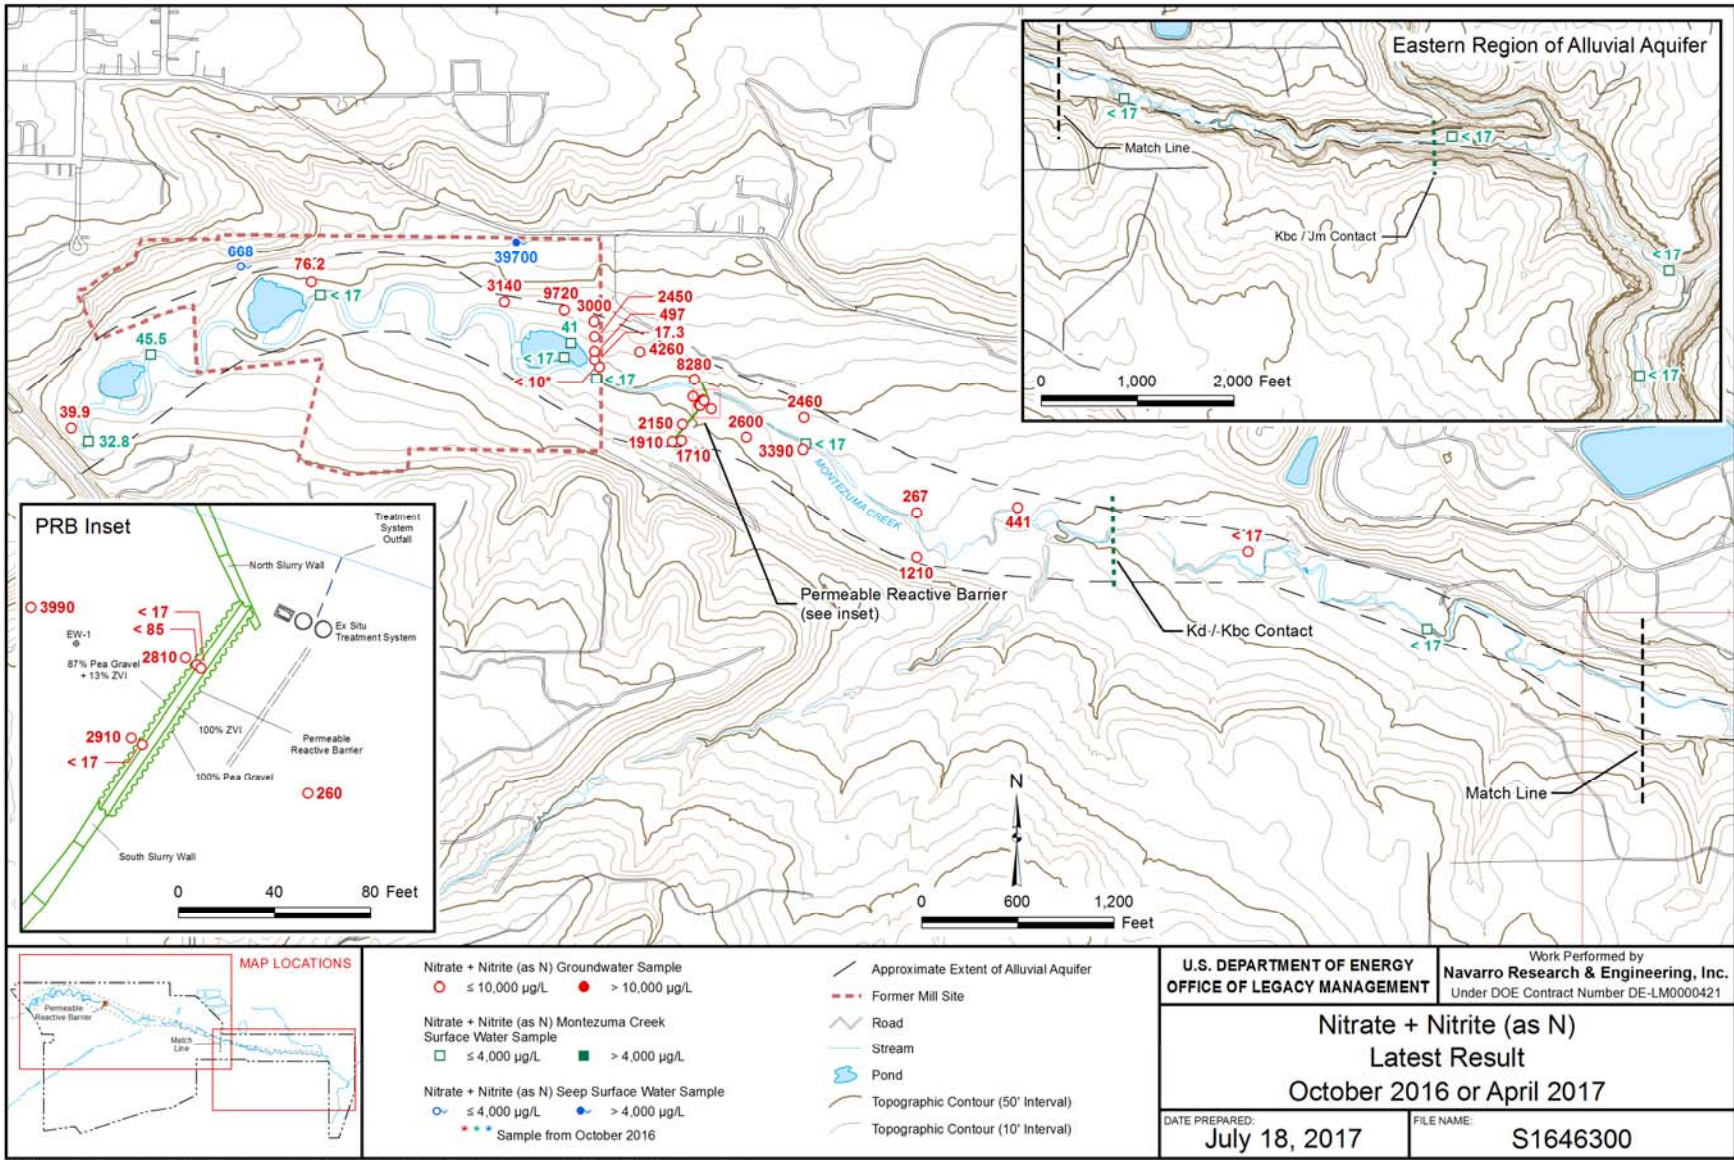 Eastern Region of Alluvial Aquifer
< 17
Match Line
< 17
Kbc / Jm Contact
< 17
< 17
0 1,000 2,000 Feet
668
76.2
< 17
39700
3140
9720
3000
2450
497
17.3
4260
41
< 17
< 10*
< 17
8280
45.5
39.9
32.8
2150
1910
1710
2600
2460
< 17
3390
MONTEZUMA CREEK
267
441
1210
< 17
< 17
Permeable Reactive Barrier
(see inset)
Kd / Kbc Contact
Match Line
N
0 600 1,200
Feet
PRB Inset
Treatment
System
Outfall
North Slurry Wall
3990
< 17
< 85
EW-1
2810
87% Pea Gravel
+ 13% ZVI
Ex Situ
Treatment System
2910
< 17
100% ZVI
Permeable
Reactive Barrier
100% Pea Gravel
260
South Slurry Wall
0 40 80 Feet
MAP LOCATIONS
Permeable
Reactive Barrier
Match
Line
Nitrate + Nitrite (as N) Groundwater Sample
≤ 10,000 µg/L > 10,000 µg/L
Nitrate + Nitrite (as N) Montezuma Creek
Surface Water Sample
≤ 4,000 µg/L > 4,000 µg/L
Nitrate + Nitrite (as N) Seep Surface Water Sample
≤ 4,000 µg/L > 4,000 µg/L
* * * Sample from October 2016
Approximate Extent of Alluvial Aquifer
Former Mill Site
Road
Stream
Pond
Topographic Contour (50' Interval)
Topographic Contour (10' Interval)
U.S. DEPARTMENT OF ENERGY
OFFICE OF LEGACY MANAGEMENT
Work Performed by
Navarro Research & Engineering, Inc.
Under DOE Contract Number DE-LM0000421
Nitrate + Nitrite (as N)
Latest Result
October 2016 or April 2017
DATE PREPARED:
July 18, 2017
FILE NAME:
S1646300